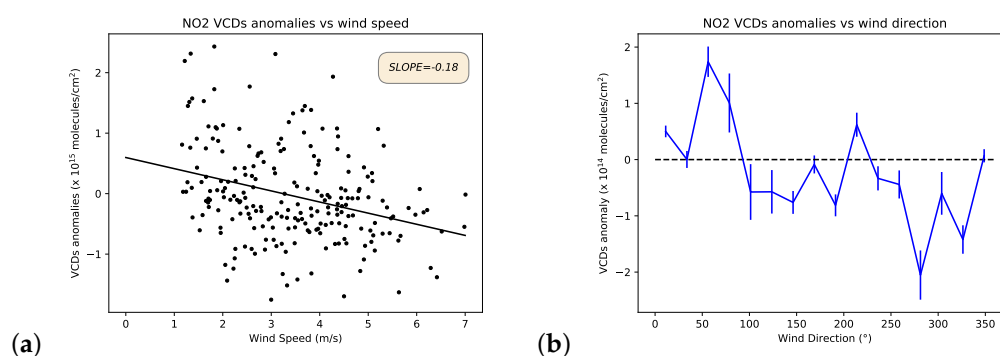 NO2 VCDs anomalies vs wind speed
SLOPE=-0.18
VCDs anomalies (x 10^15 molecules/cm^2)
2
1
0
−1
0 1 2 3 4 5 6 7
Wind Speed (m/s)
(a)
NO2 VCDs anomalies vs wind direction
VCDs anomaly (x 10^14 molecules/cm^2)
2
1
0
−1
−2
0 50 100 150 200 250 300 350
Wind Direction (°)
(b)